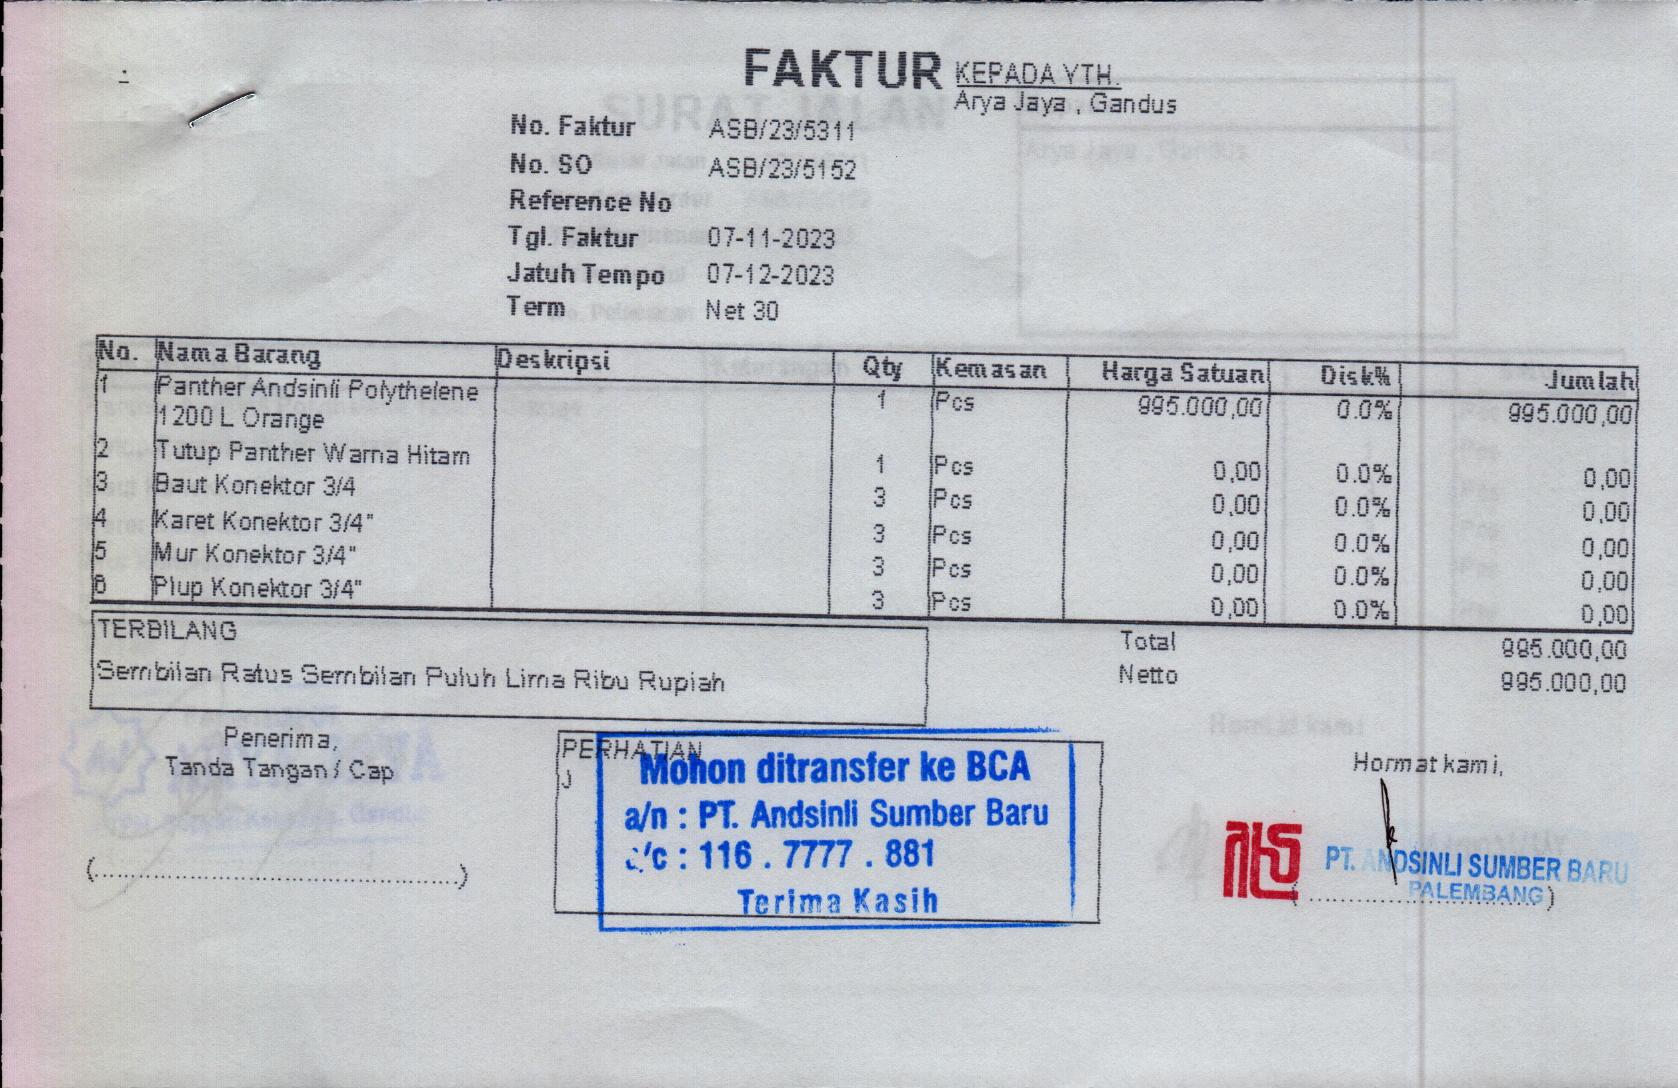 FAKTUR
KEPADA YTH.
Arya Jaya , Gandus
No. Faktur ASB/23/5311
No. SO ASB/23/5152
Reference No
Tgl. Faktur 07-11-2023
Jatuh Tempo 07-12-2023
Term Net 30
No. Nama Barang Deskripsi Qty Kemasan Harga Satuan Disk% Jumlah
1 Panther Andsinli Polythelene 1 Pcs 995.000,00 0.0% 995.000,00
1200 L Orange
2 Tutup Panther Warna Hitam 1 Pcs 0,00 0.0% 0,00
3 Baut Konektor 3/4 3 Pcs 0,00 0.0% 0,00
4 Karet Konektor 3/4" 3 Pcs 0,00 0.0% 0,00
5 Mur Konektor 3/4" 3 Pcs 0,00 0.0% 0,00
6 Plup Konektor 3/4" 3 Pcs 0,00 0.0% 0,00
TERBILANG
Sembilan Ratus Sembilan Puluh Lima Ribu Rupiah
Total 995.000,00
Netto 995.000,00
Penerima,
Tanda Tangan / Cap
(..........)
PERHATIAN
Mohon ditransfer ke BCA
a/n : PT. Andsinli Sumber Baru
a/c : 116 . 7777 . 881
Terima Kasih
Hormat kami,
PT. ANDSINLI SUMBER BARU
PALEMBANG
(..........)
SURAT JALAN
Arya Jaya , Gandus
Hormat kami